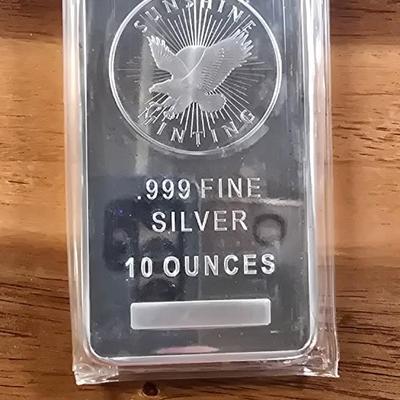 SUNSHINE
MINTING
.999 FINE
SILVER
10 OUNCES